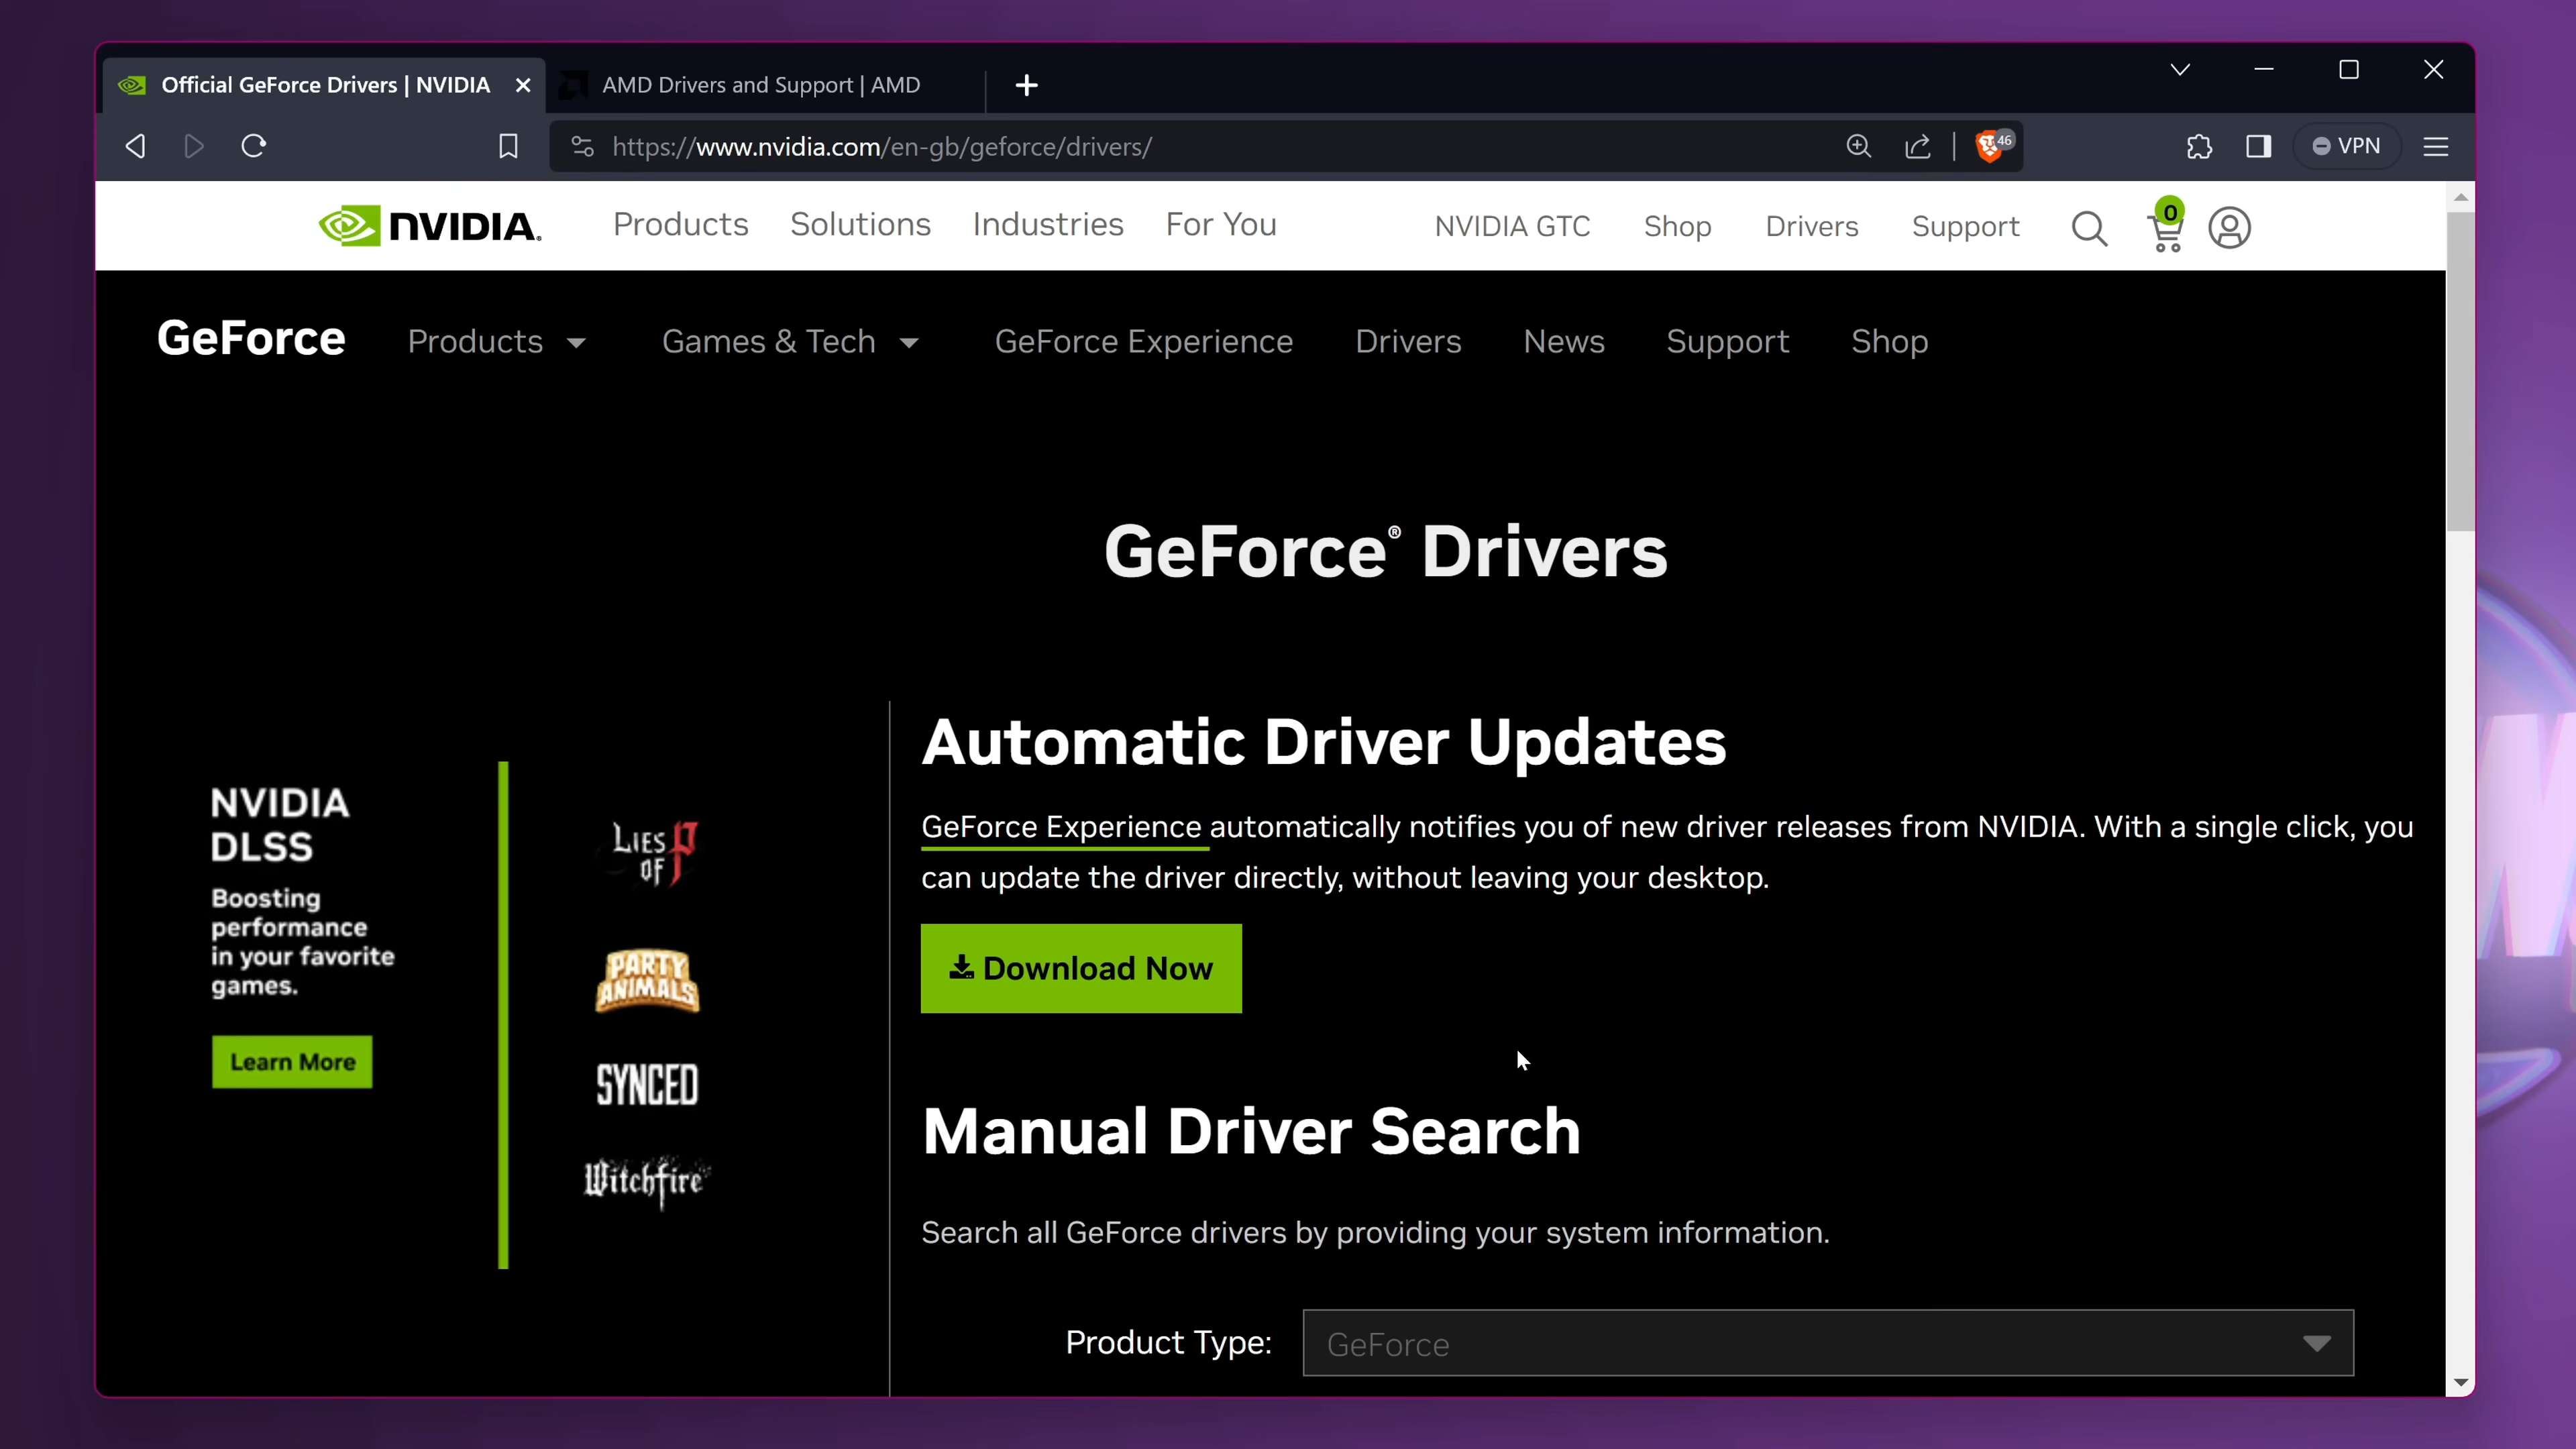 Official GeForce Drivers | NVIDIA
AMD Drivers and Support | AMD
https://www.nvidia.com/en-gb/geforce/drivers/
46
VPN
NVIDIA.
Products
Solutions
Industries
For You
NVIDIA GTC
Shop
Drivers
Support
0
GeForce
Products
Games & Tech
GeForce Experience
Drivers
News
Support
Shop
GeForce® Drivers
NVIDIA
DLSS
Boosting
performance
in your favorite
games.
Learn More
LIES
OF P
PARTY
ANIMALS
SYNCED
Witchfire
Automatic Driver Updates
GeForce Experience automatically notifies you of new driver releases from NVIDIA. With a single click, you
can update the driver directly, without leaving your desktop.
Download Now
Manual Driver Search
Search all GeForce drivers by providing your system information.
Product Type:
GeForce
W